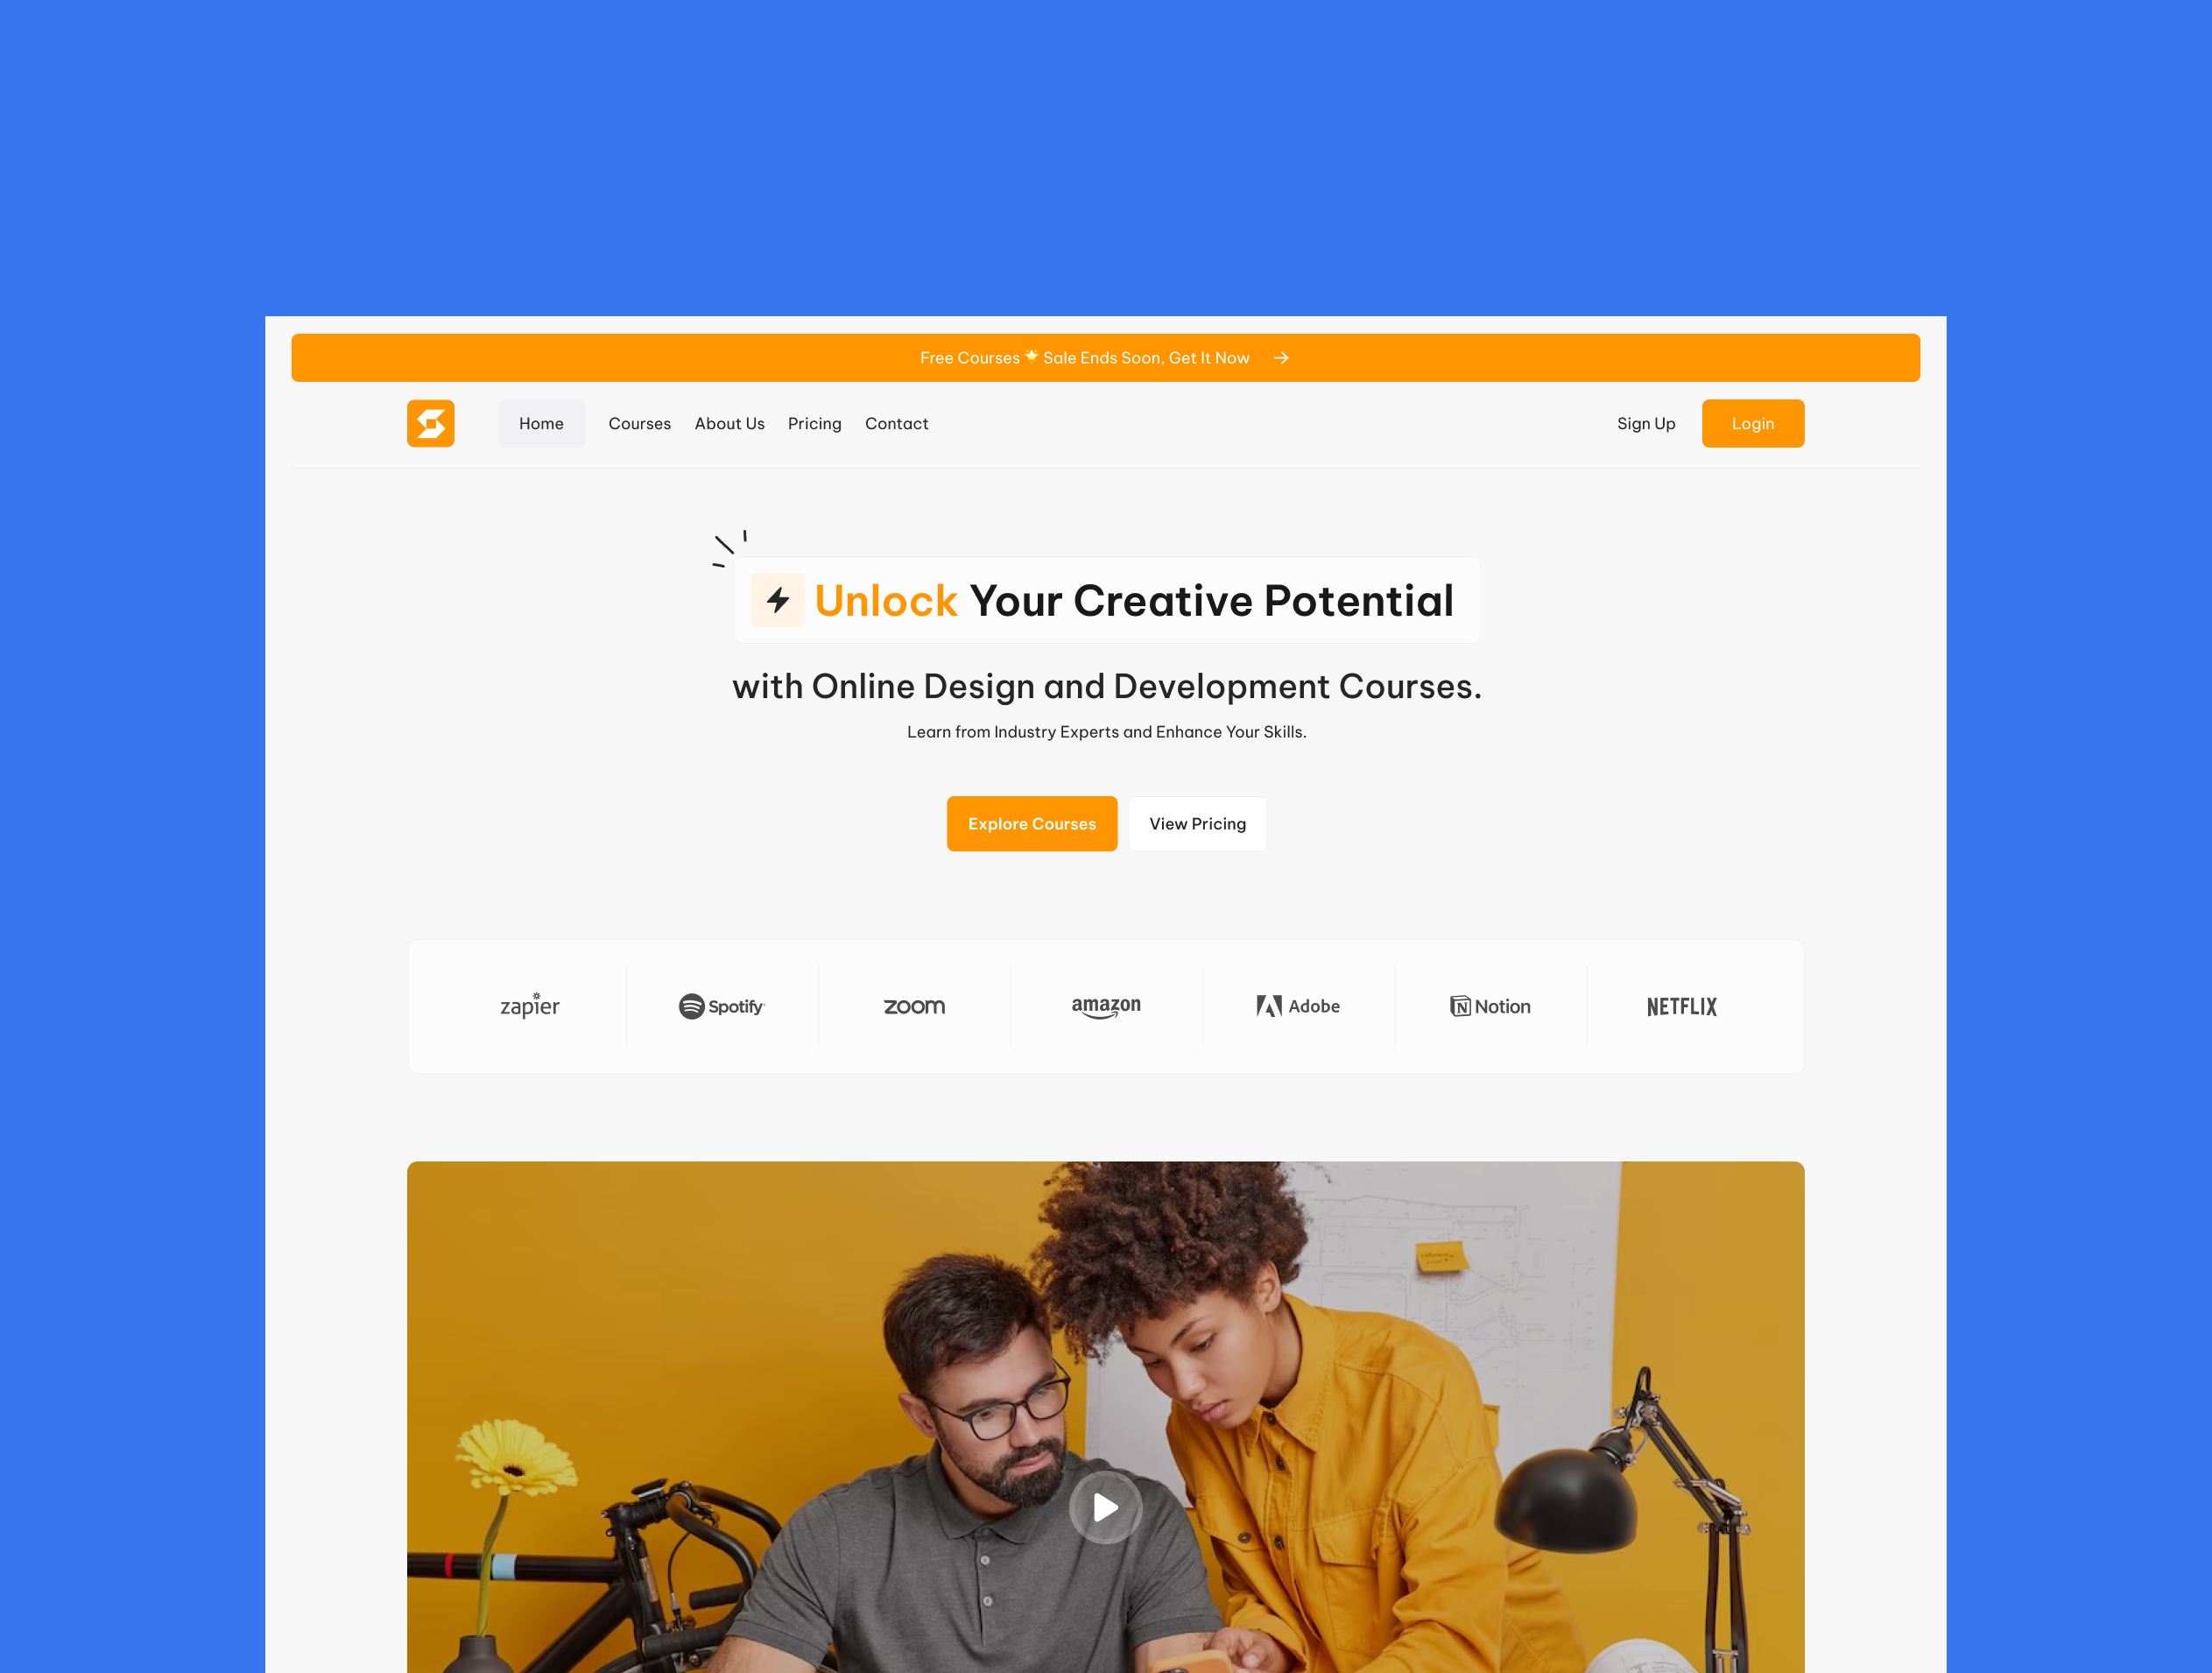 Free Courses 🌟 Sale Ends Soon, Get It Now →
Home Courses About Us Pricing Contact Sign Up Login
Unlock Your Creative Potential
with Online Design and Development Courses.
Learn from Industry Experts and Enhance Your Skills.
Explore Courses View Pricing
zapier Spotify zoom amazon Adobe Notion NETFLIX